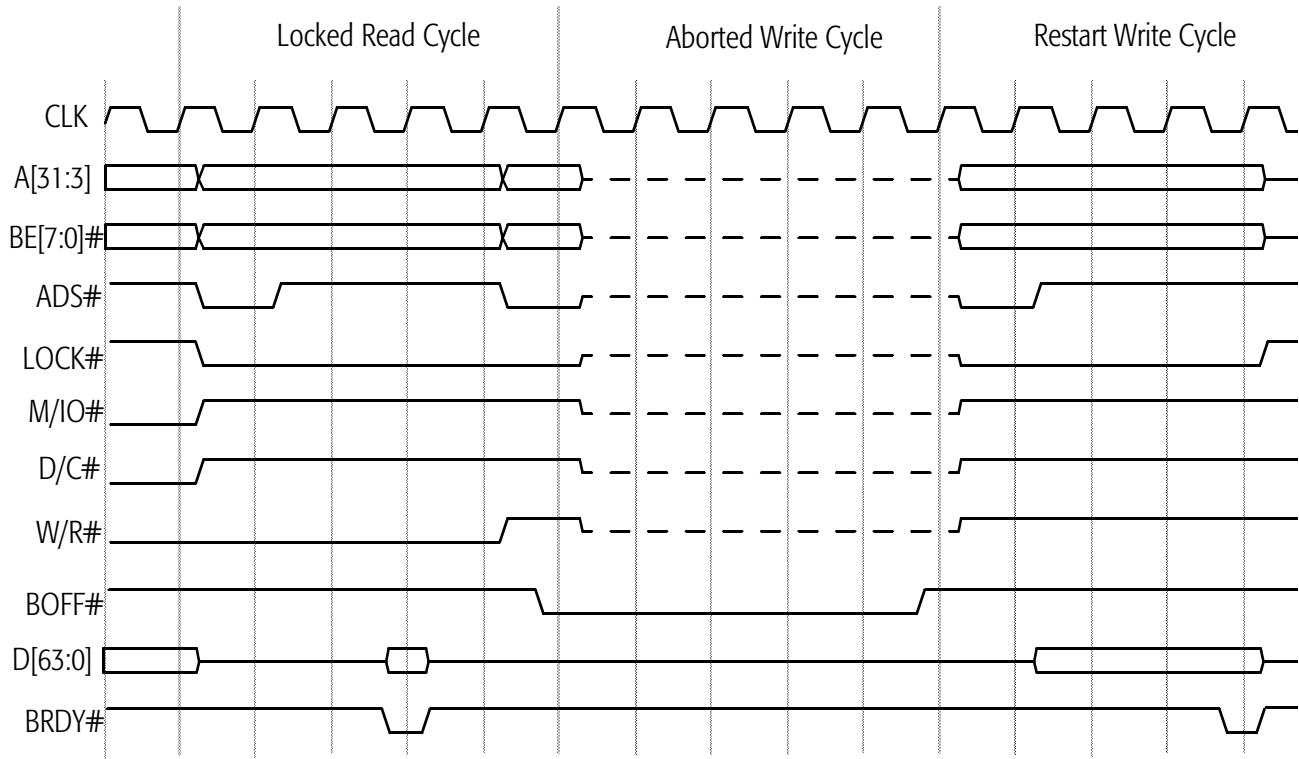 Locked Read Cycle Aborted Write Cycle Restart Write Cycle
CLK
A[31:3]
BE[7:0]#
ADS#
LOCK#
M/IO#
D/C#
W/R#
BOFF#
D[63:0]
BRDY#